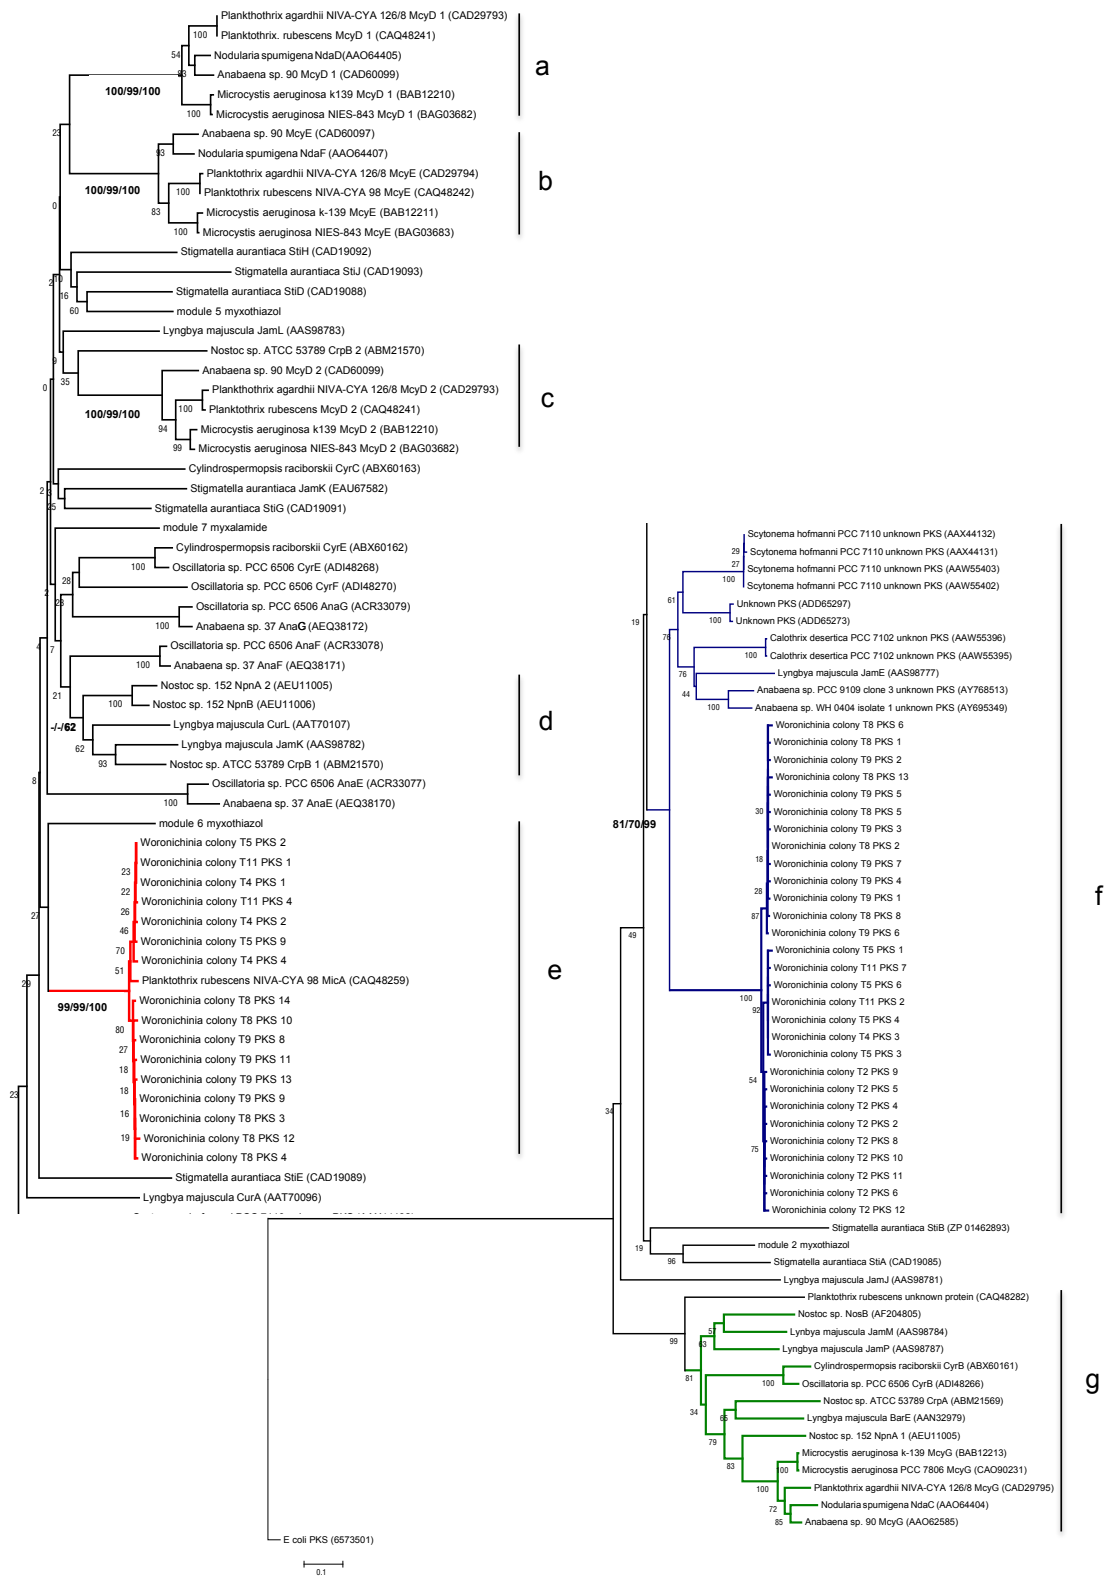 Plankthothrix agardhii NIVA-CYA 126/8 McyD 1 (CAD29793)
Plankthothrix. rubescens McyD 1 (CAQ48241)
Nodularia spumigena NdaD(AAO64405)
Anabaena sp. 90 McyD 1 (CAD60099)
Microcystis aeruginosa k139 McyD 1 (BAB12210)
Microcystis aeruginosa NIES-843 McyD 1 (BAG03682)
100
54
93
100
100/99/100
a
Anabaena sp. 90 McyE (CAD60097)
Nodularia spumigena NdaF (AAO64407)
Planktothrix agardhii NIVA-CYA 126/8 McyE (CAD29794)
Planktothrix rubescens NIVA-CYA 98 McyE (CAQ48242)
Microcystis aeruginosa k-139 McyE (BAB12211)
Microcystis aeruginosa NIES-843 McyE (BAG03683)
23
93
100
83
100
100/99/100
b
0
Stigmatella aurantiaca StiH (CAD19092)
Stigmatella aurantiaca StiJ (CAD19093)
Stigmatella aurantiaca StiD (CAD19088)
module 5 myxothiazol
2
10
16
60
Lyngbya majuscula JamL (AAS98783)
Nostoc sp. ATCC 53789 CrpB 2 (ABM21570)
Anabaena sp. 90 McyD 2 (CAD60099)
Plankthothrix agardhii NIVA-CYA 126/8 McyD 2 (CAD29793)
Planktothrix rubescens McyD 2 (CAQ48241)
Microcystis aeruginosa k139 McyD 2 (BAB12210)
Microcystis aeruginosa NIES-843 McyD 2 (BAG03682)
9
35
0
100
94
99
100/99/100
c
Cylindrospermopsis raciborskii CyrC (ABX60163)
Stigmatella aurantiaca JamK (EAU67582)
Stigmatella aurantiaca StiG (CAD19091)
2
3
25
module 7 myxalamide
Cylindrospermopsis raciborskii CyrE (ABX60162)
Oscillatoria sp. PCC 6506 CyrE (ADI48268)
Oscillatoria sp. PCC 6506 CyrF (ADI48270)
Oscillatoria sp. PCC 6506 AnaG (ACR33079)
Anabaena sp. 37 AnaG (AEQ38172)
100
28
2
23
100
Oscillatoria sp. PCC 6506 AnaF (ACR33078)
Anabaena sp. 37 AnaF (AEQ38171)
4
7
100
Nostoc sp. 152 NpnA 2 (AEU11005)
Nostoc sp. 152 NpnB (AEU11006)
Lyngbya majuscula CurL (AAT70107)
Lyngbya majuscula JamK (AAS98782)
Nostoc sp. ATCC 53789 CrpB 1 (ABM21570)
21
100
-/-/62
62
93
d
8
Oscillatoria sp. PCC 6506 AnaE (ACR33077)
Anabaena sp. 37 AnaE (AEQ38170)
100
module 6 myxothiazol
Woronichinia colony T5 PKS 2
Woronichinia colony T11 PKS 1
Woronichinia colony T4 PKS 1
Woronichinia colony T11 PKS 4
Woronichinia colony T4 PKS 2
Woronichinia colony T5 PKS 9
Woronichinia colony T4 PKS 4
Planktothrix rubescens NIVA-CYA 98 MicA (CAQ48259)
Woronichinia colony T8 PKS 14
Woronichinia colony T8 PKS 10
Woronichinia colony T9 PKS 8
Woronichinia colony T9 PKS 11
Woronichinia colony T9 PKS 13
Woronichinia colony T9 PKS 9
Woronichinia colony T8 PKS 3
Woronichinia colony T8 PKS 12
Woronichinia colony T8 PKS 4
23
22
26
46
70
51
80
27
18
18
16
19
27
29
23
99/99/100
e
Stigmatella aurantiaca StiE (CAD19089)
Lyngbya majuscula CurA (AAT70096)
Scytonema hofmanni PCC 7110 unknown PKS (AAX44132)
Scytonema hofmanni PCC 7110 unknown PKS (AAX44131)
Scytonema hofmanni PCC 7110 unknown PKS (AAW55403)
Scytonema hofmanni PCC 7110 unknown PKS (AAW55402)
Unknown PKS (ADD65297)
Unknown PKS (ADD65273)
Calothrix desertica PCC 7102 unknon PKS (AAW55396)
Calothrix desertica PCC 7102 unknown PKS (AAW55395)
Lyngbya majuscula JamE (AAS98777)
Anabaena sp. PCC 9109 clone 3 unknown PKS (AY768513)
Anabaena sp. WH 0404 isolate 1 unknown PKS (AY695349)
Woronichinia colony T8 PKS 6
Woronichinia colony T8 PKS 1
Woronichinia colony T9 PKS 2
Woronichinia colony T8 PKS 13
Woronichinia colony T9 PKS 5
Woronichinia colony T8 PKS 5
Woronichinia colony T9 PKS 3
Woronichinia colony T8 PKS 2
Woronichinia colony T9 PKS 7
Woronichinia colony T9 PKS 4
Woronichinia colony T9 PKS 1
Woronichinia colony T8 PKS 8
Woronichinia colony T9 PKS 6
Woronichinia colony T5 PKS 1
Woronichinia colony T11 PKS 7
Woronichinia colony T5 PKS 6
Woronichinia colony T11 PKS 2
Woronichinia colony T5 PKS 4
Woronichinia colony T4 PKS 3
Woronichinia colony T5 PKS 3
Woronichinia colony T2 PKS 9
Woronichinia colony T2 PKS 5
Woronichinia colony T2 PKS 4
Woronichinia colony T2 PKS 2
Woronichinia colony T2 PKS 8
Woronichinia colony T2 PKS 10
Woronichinia colony T2 PKS 11
Woronichinia colony T2 PKS 6
Woronichinia colony T2 PKS 12
29
27
100
61
100
19
76
100
76
44
100
81/70/99
30
18
28
87
49
100
92
54
75
34
f
Stigmatella aurantiaca StiB (ZP 01462893)
module 2 myxothiazol
Stigmatella aurantiaca StiA (CAD19085)
Lyngbya majuscula JamJ (AAS98781)
19
96
Planktothrix rubescens unknown protein (CAQ48282)
Nostoc sp. NosB (AF204805)
Lynbya majuscula JamM (AAS98784)
Lyngbya majuscula JamP (AAS98787)
Cylindrospermopsis raciborskii CyrB (ABX60161)
Oscillatoria sp. PCC 6506 CyrB (ADI48266)
Nostoc sp. ATCC 53789 CrpA (ABM21569)
Lyngbya majuscula BarE (AAN32979)
Nostoc sp. 152 NpnA 1 (AEU11005)
Microcystis aeruginosa k-139 McyG (BAB12213)
Microcystis aeruginosa PCC 7806 McyG (CAO90231)
Planktothrix agardhii NIVA-CYA 126/8 McyG (CAD29795)
Nodularia spumigena NdaC (AAO64404)
Anabaena sp. 90 McyG (AAO62585)
99
57
63
81
100
34
65
79
83
100
100
72
85
g
E coli PKS (6573501)
0.1